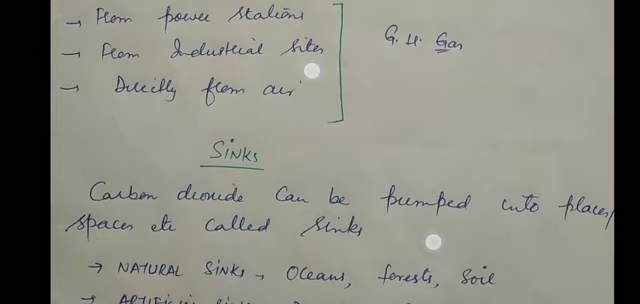 → From power stations
→ From Industrial sites
→ Directly from air
G. H. Gas
SINKS
Carbon dioxide can be pumped into places/
spaces etc called sinks
→ NATURAL SINKS → Oceans, forests, Soil